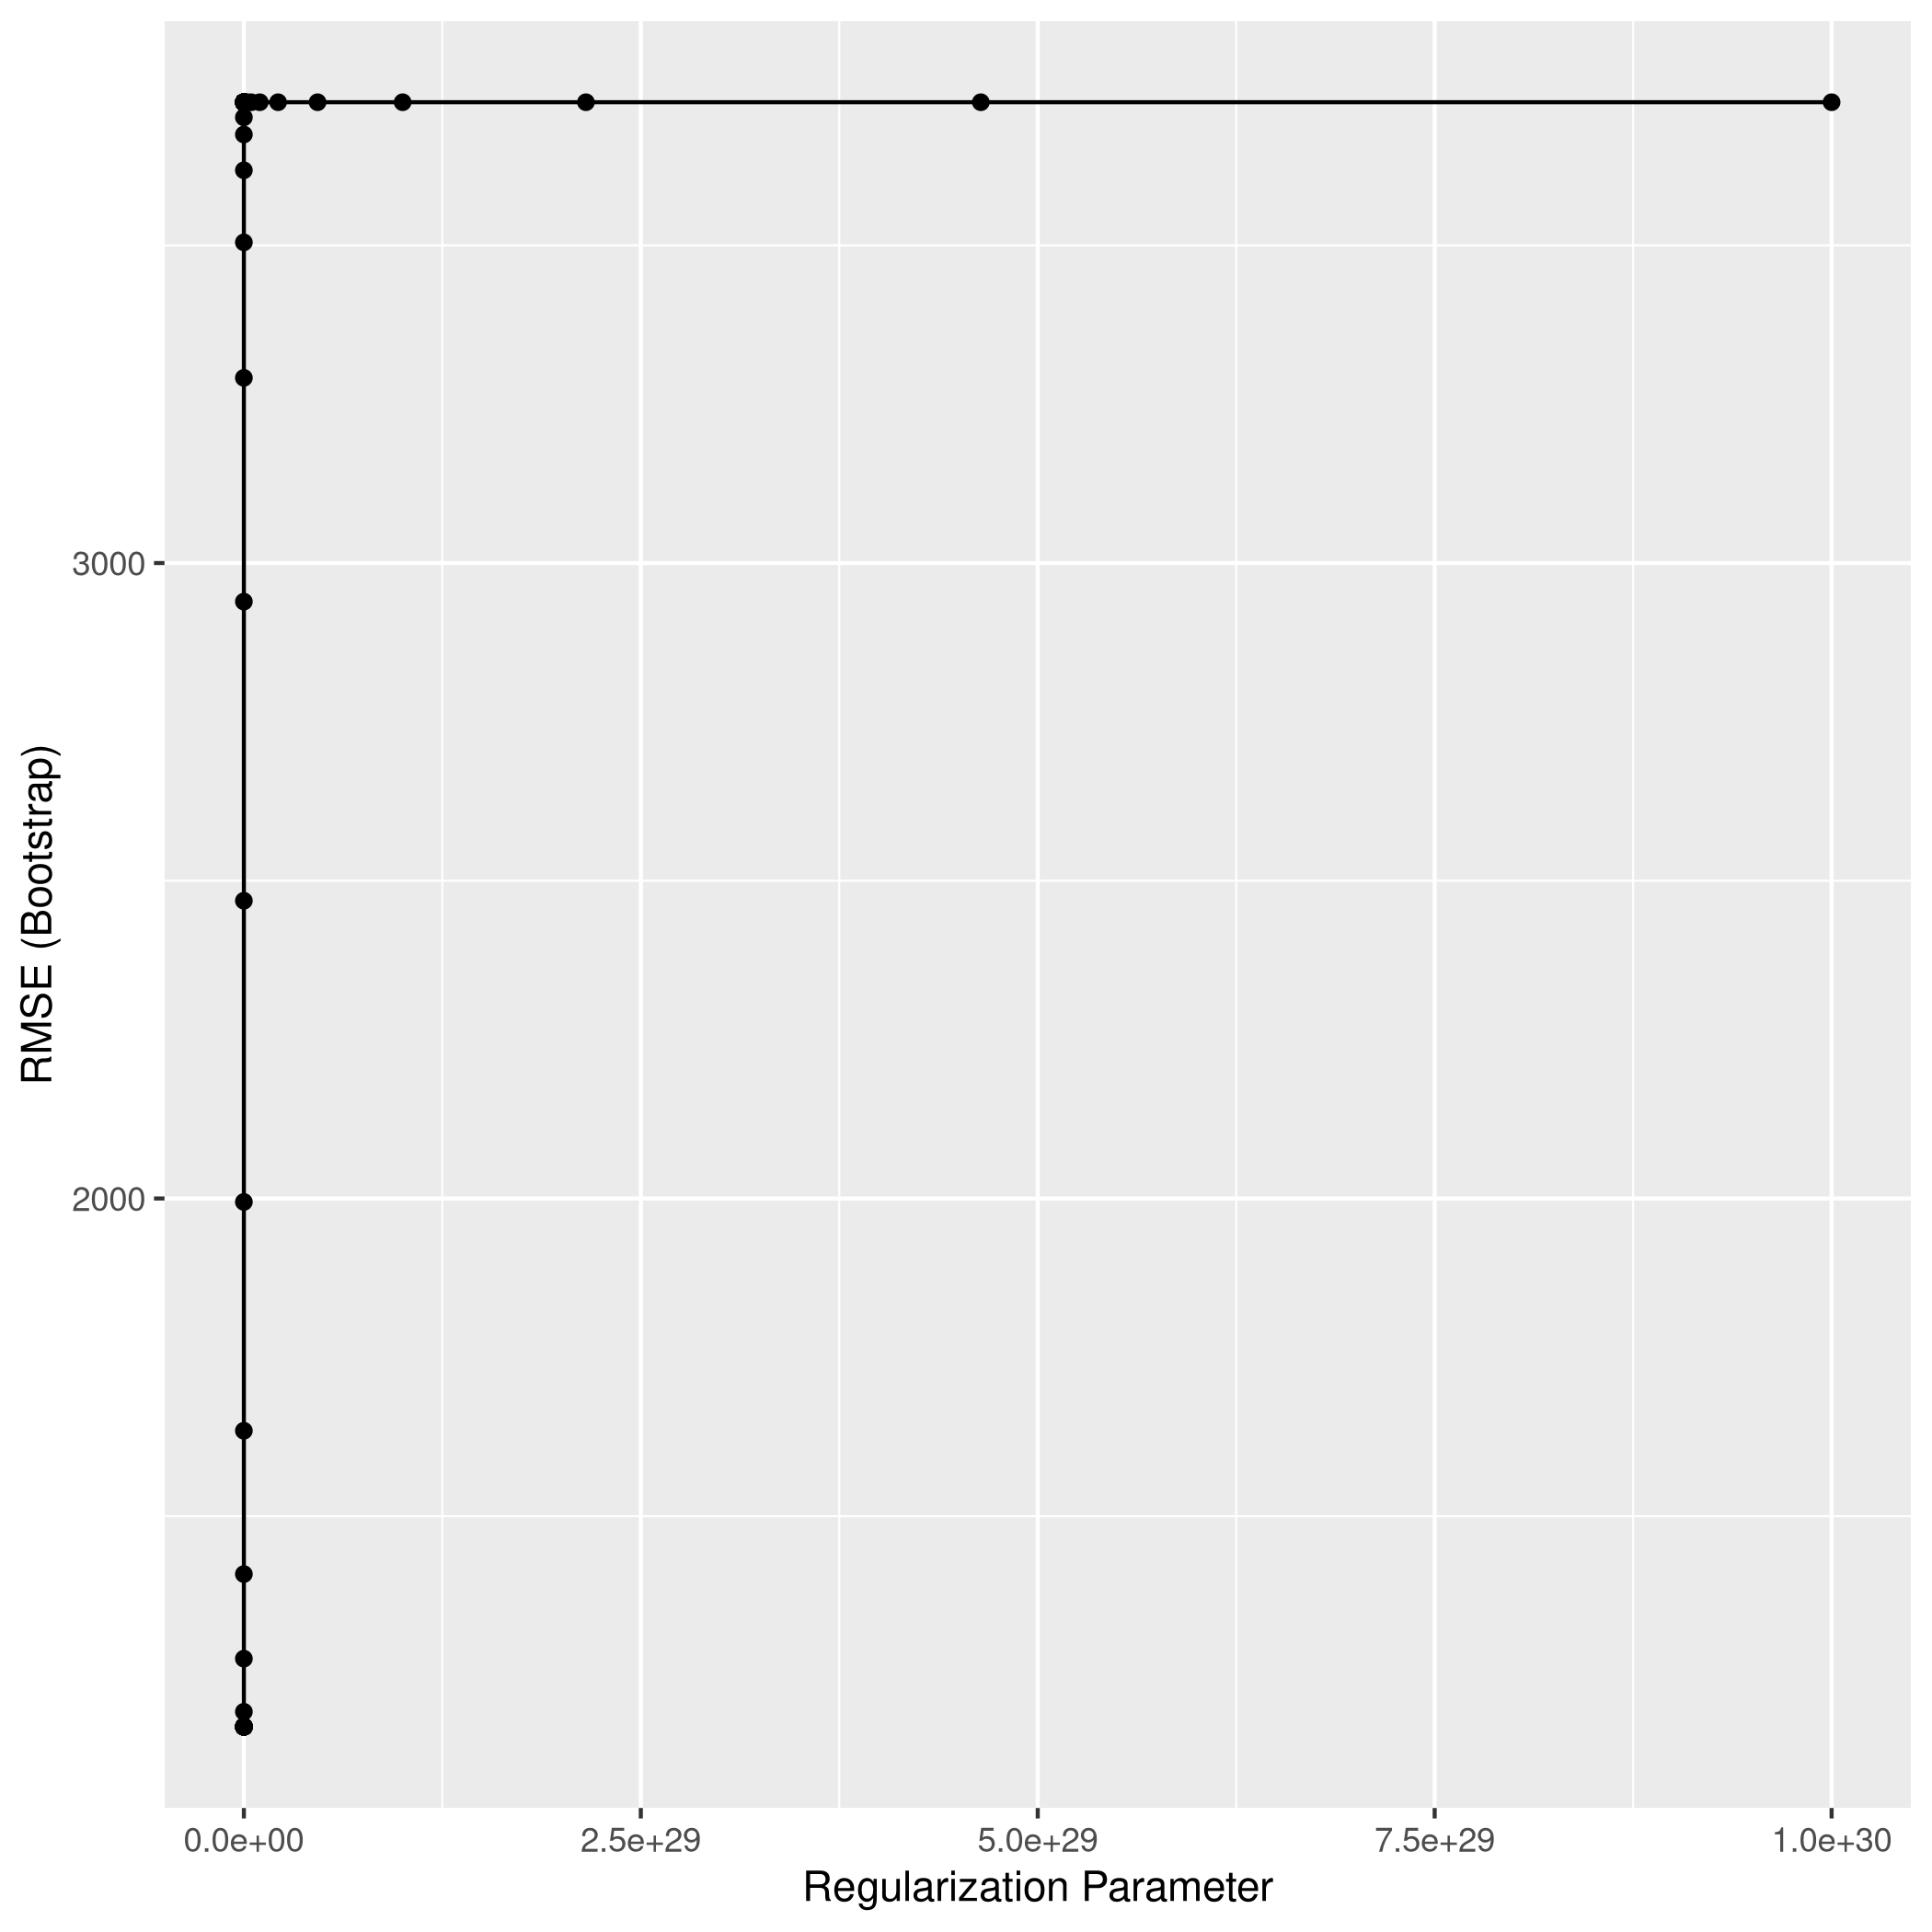 RMSE (Bootstrap)
3000
2000
0.0e+00
2.5e+29
5.0e+29
7.5e+29
1.0e+30
Regularization Parameter